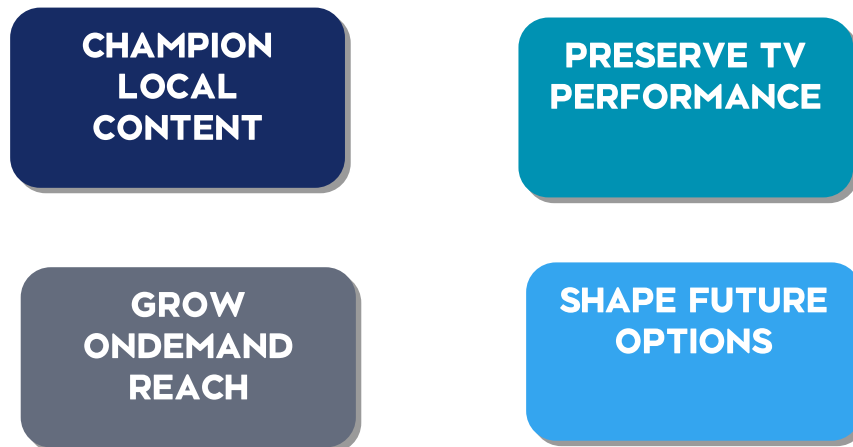 CHAMPION
LOCAL
CONTENT
PRESERVE TV
PERFORMANCE
GROW
ONDEMAND
REACH
SHAPE FUTURE
OPTIONS